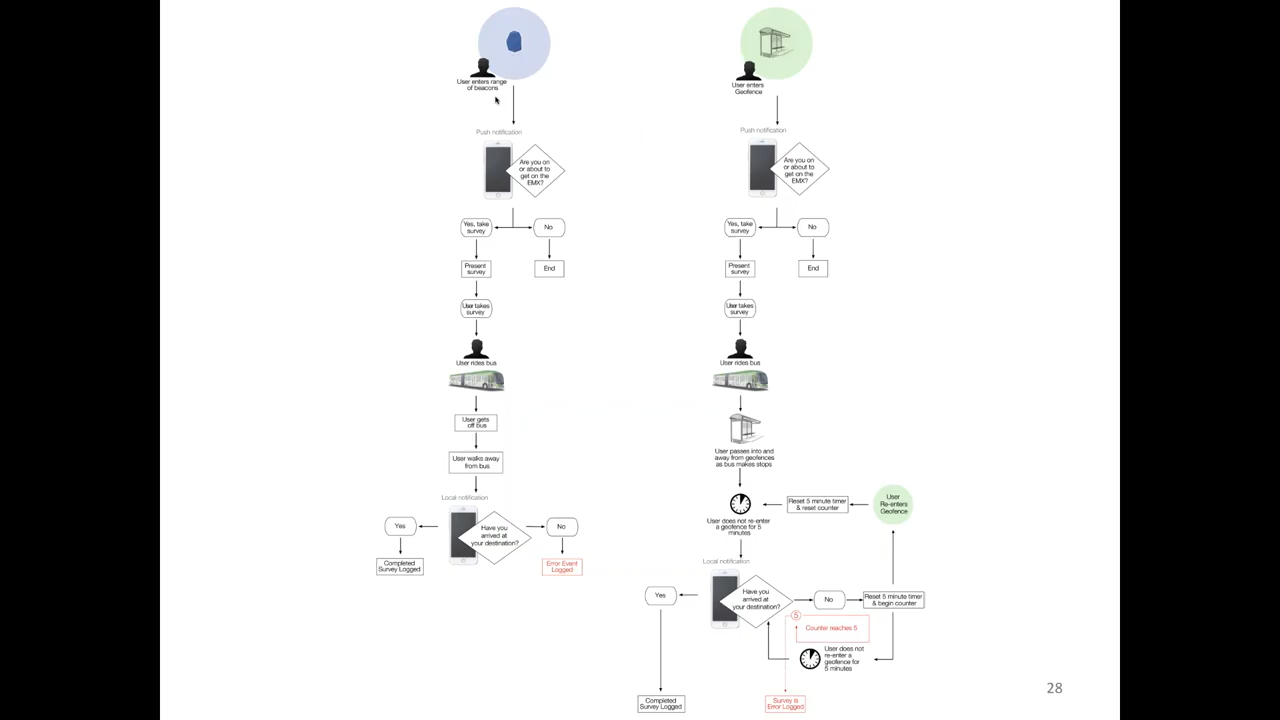 User enters range
of beacons
Push notification
Are you on
or about to
get on the
EMX?
Yes, take
survey
No
Present
survey
End
User takes
survey
User rides bus
User gets
off bus
User walks away
from bus
Local notification
Have you
arrived at
your destination?
Yes
No
Completed
Survey Logged
Error Event
Logged
User enters
Geofence
Push notification
Are you on
or about to
get on the
EMX?
Yes, take
survey
No
Present
survey
End
User takes
survey
User rides bus
User passes into and
away from geofences
as bus makes stops
User does not re-enter
a geofence for 5
minutes
Reset 5 minute timer
& reset counter
User
Re-enters
Geofence
Local notification
Have you
arrived at
your destination?
Yes
No
Reset 5 minute timer
& begin counter
5
Counter reaches 5
User does not
re-enter a
geofence for
5 minutes
Completed
Survey Logged
Survey is
Error Logged
28